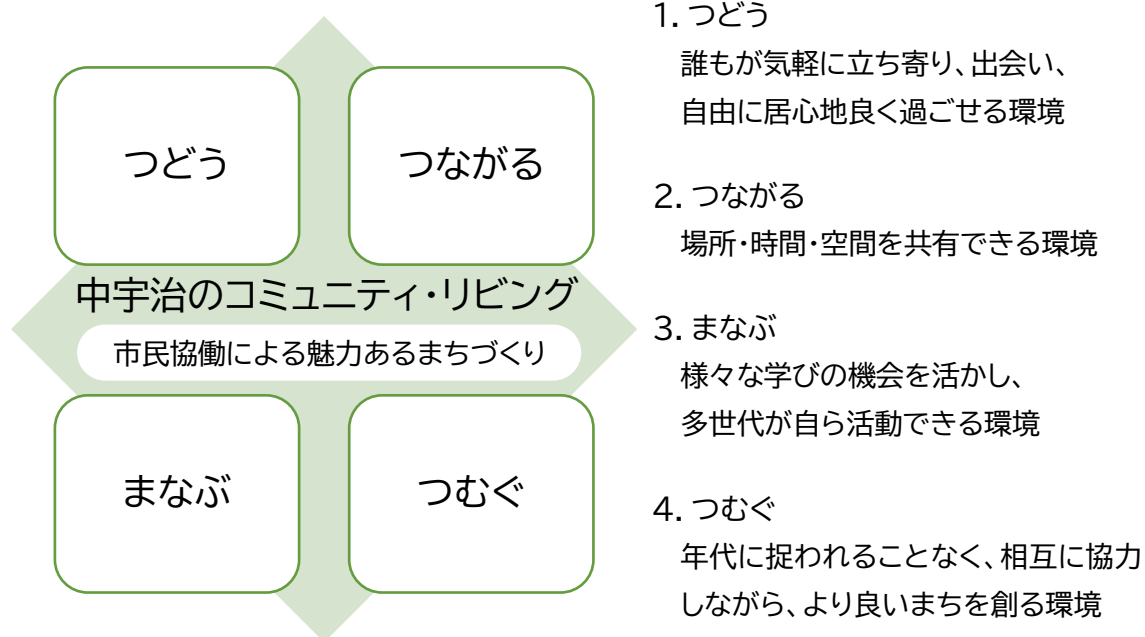 つどう
つながる
中宇治のコミュニティ・リビング
市民協働による魅力あるまちづくり
まなぶ
つむぐ
1. つどう
誰もが気軽に立ち寄り、出会い、
自由に居心地良く過ごせる環境
2. つながる
場所・時間・空間を共有できる環境
3. まなぶ
様々な学びの機会を活かし、
多世代が自ら活動できる環境
4. つむぐ
年代に捉われることなく、相互に協力
しながら、より良いまちを創る環境